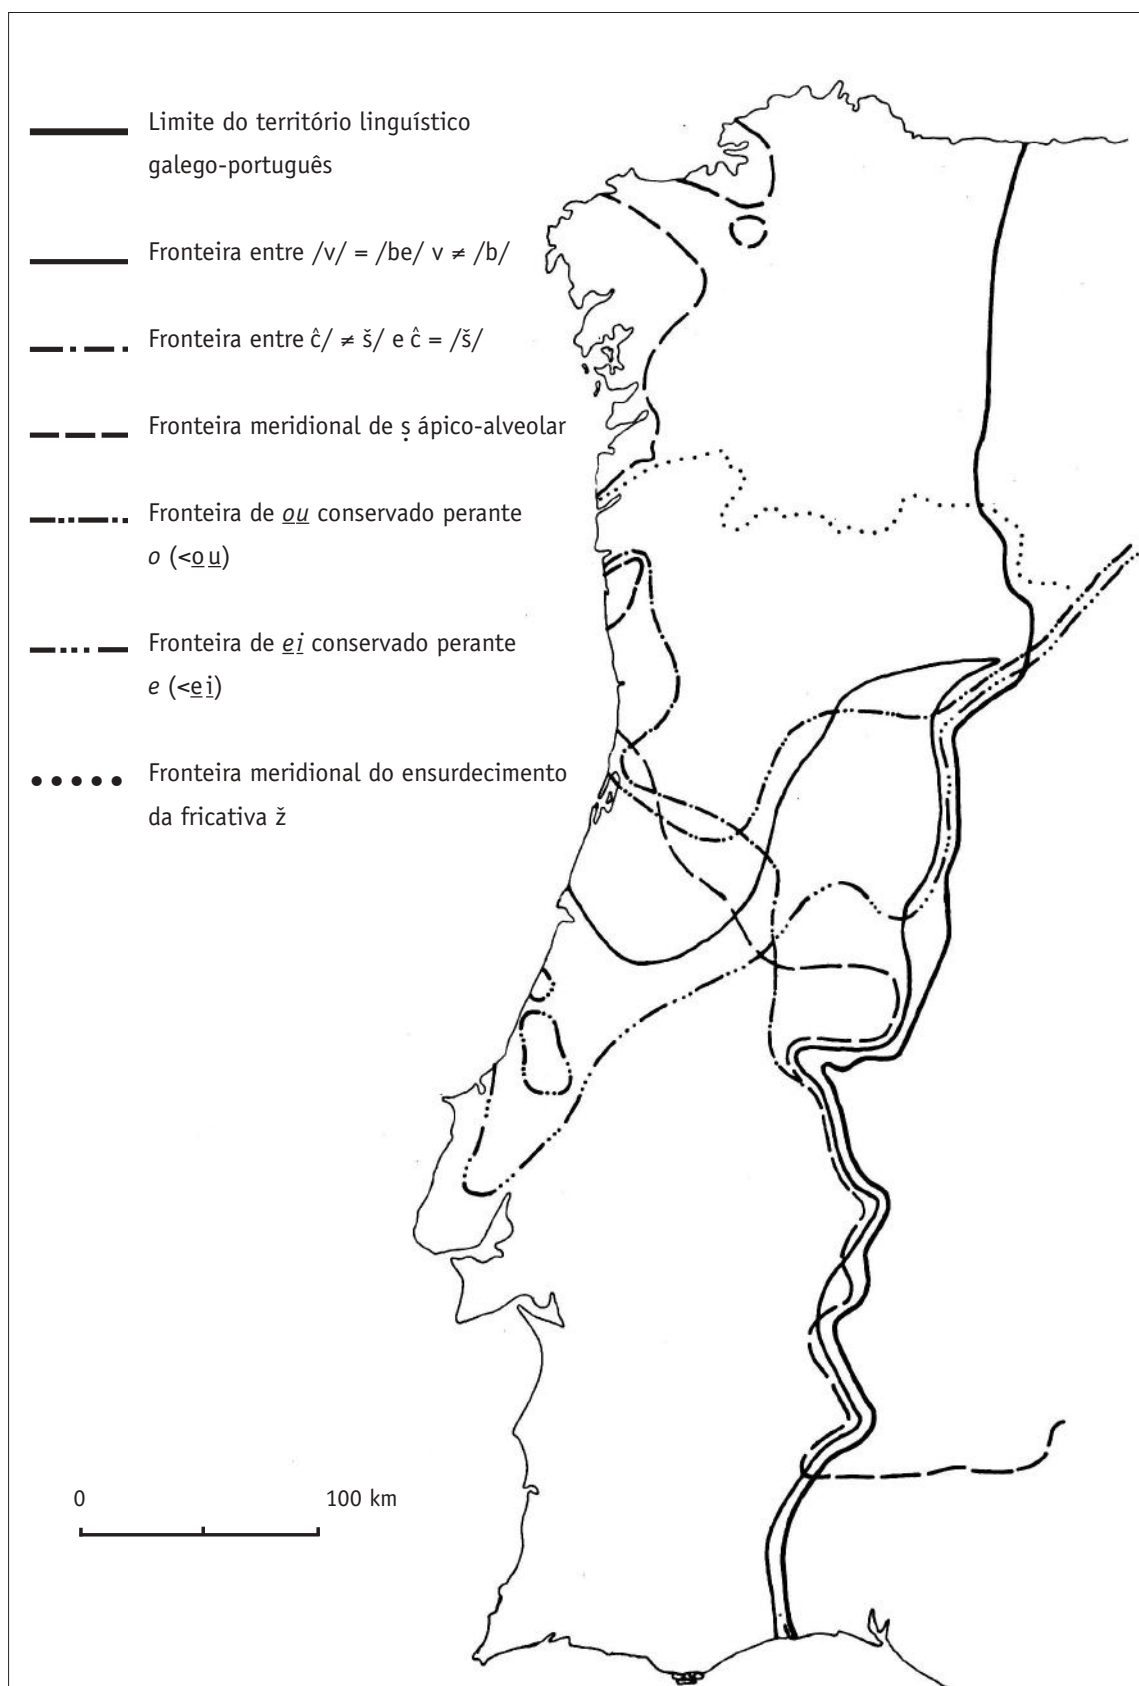 Limite do território linguístico
galego-português
Fronteira entre /v/ = /be/ v ≠ /b/
Fronteira entre ĉ/ ≠ š/ e ĉ = /š/
Fronteira meridional de ṣ ápico-alveolar
Fronteira de ou conservado perante
o (<o u)
Fronteira de ei conservado perante
e (<e i)
Fronteira meridional do ensurdecimento
da fricativa ž
0 100 km